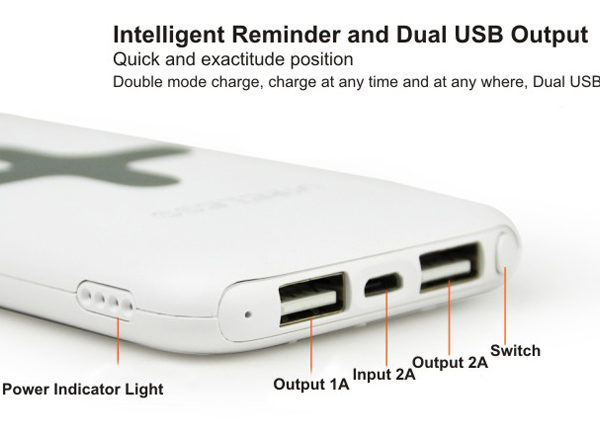 Intelligent Reminder and Dual USB Output
Quick and exactitude position
Double mode charge, charge at any time and at any where, Dual USB
WIRELESS
Power Indicator Light
Output 1A
Input 2A
Output 2A
Switch